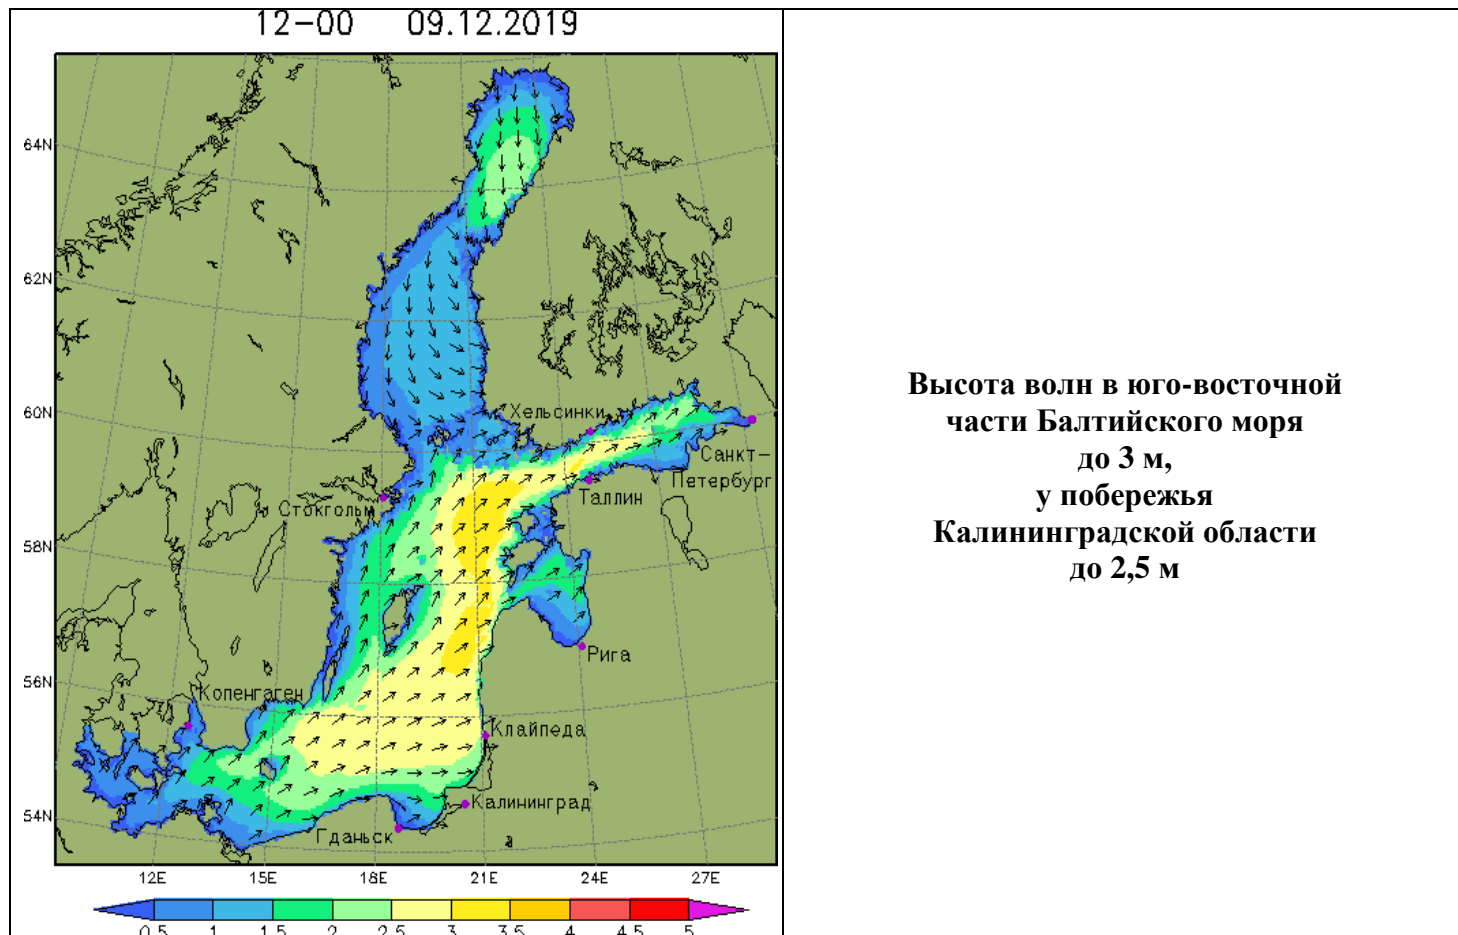 12-00 09.12.2019
64N
62N
60N
58N
56N
54N
Хельсинки
Санкт-
Петербург
Таллин
Стокгольм
Рига
Копенгаген
Клайпеда
Калининград
Гданьск
12E 15E 18E 21E 24E 27E
0.5 1 1.5 2 2.5 3 3.5 4 4.5 5
Высота волн в юго-восточной
части Балтийского моря
до 3 м,
у побережья
Калининградской области
до 2,5 м